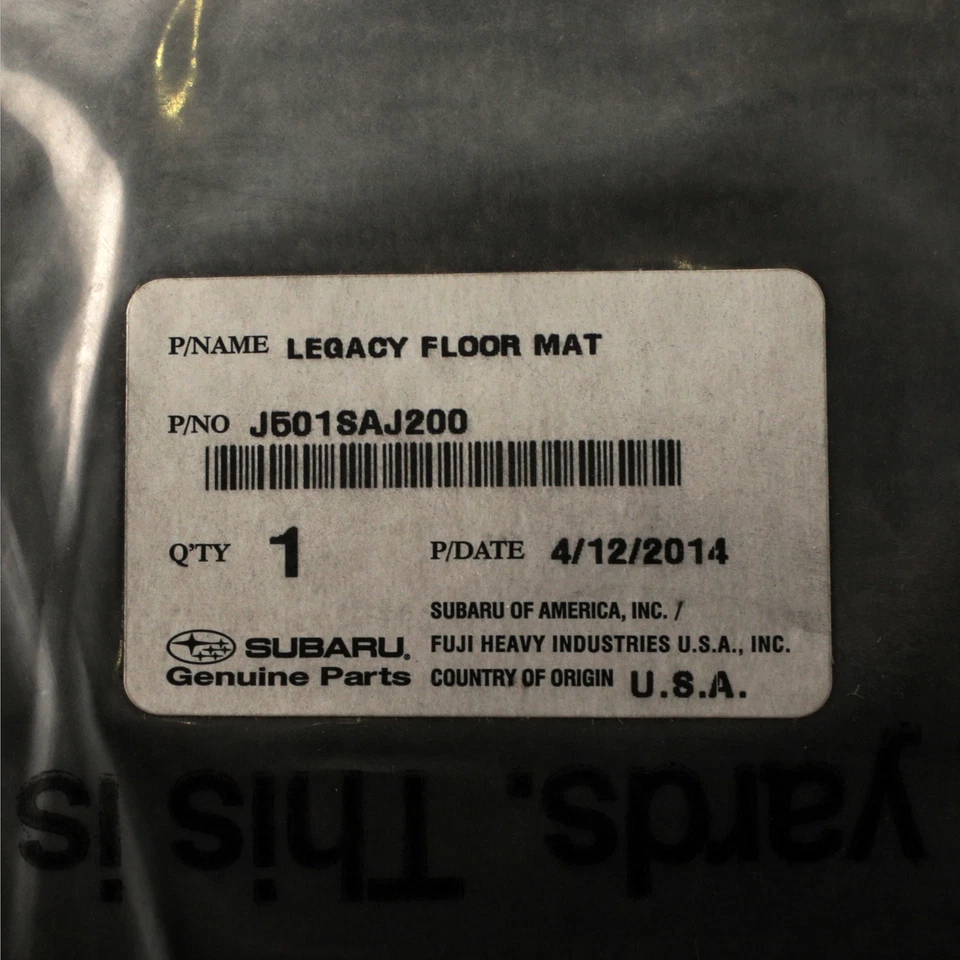 P/NAME LEGACY FLOOR MAT
P/NO J501SAJ200
Q'TY 1 P/DATE 4/12/2014
SUBARU OF AMERICA, INC. /
SUBARU. FUJI HEAVY INDUSTRIES U.S.A., INC.
Genuine Parts COUNTRY OF ORIGIN U.S.A.
yards. This is